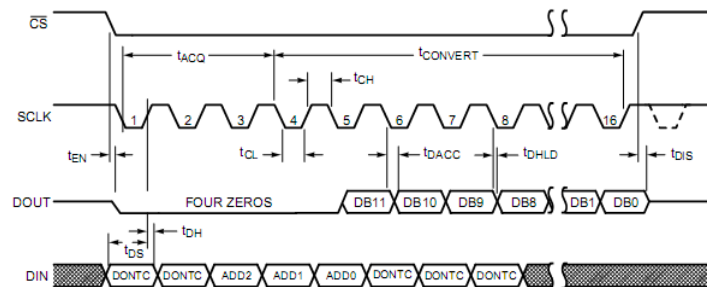 CS
tACQ
tCONVERT
tCH
SCLK
1 2 3 4 5 6 7 8 16
tEN
tCL
tDACC
tDHLD
tDIS
DOUT
FOUR ZEROS
DB11 DB10 DB9 DB8 DB1 DB0
tDH
tDS
DIN
DONTC DONTC ADD2 ADD1 ADD0 DONTC DONTC DONTC